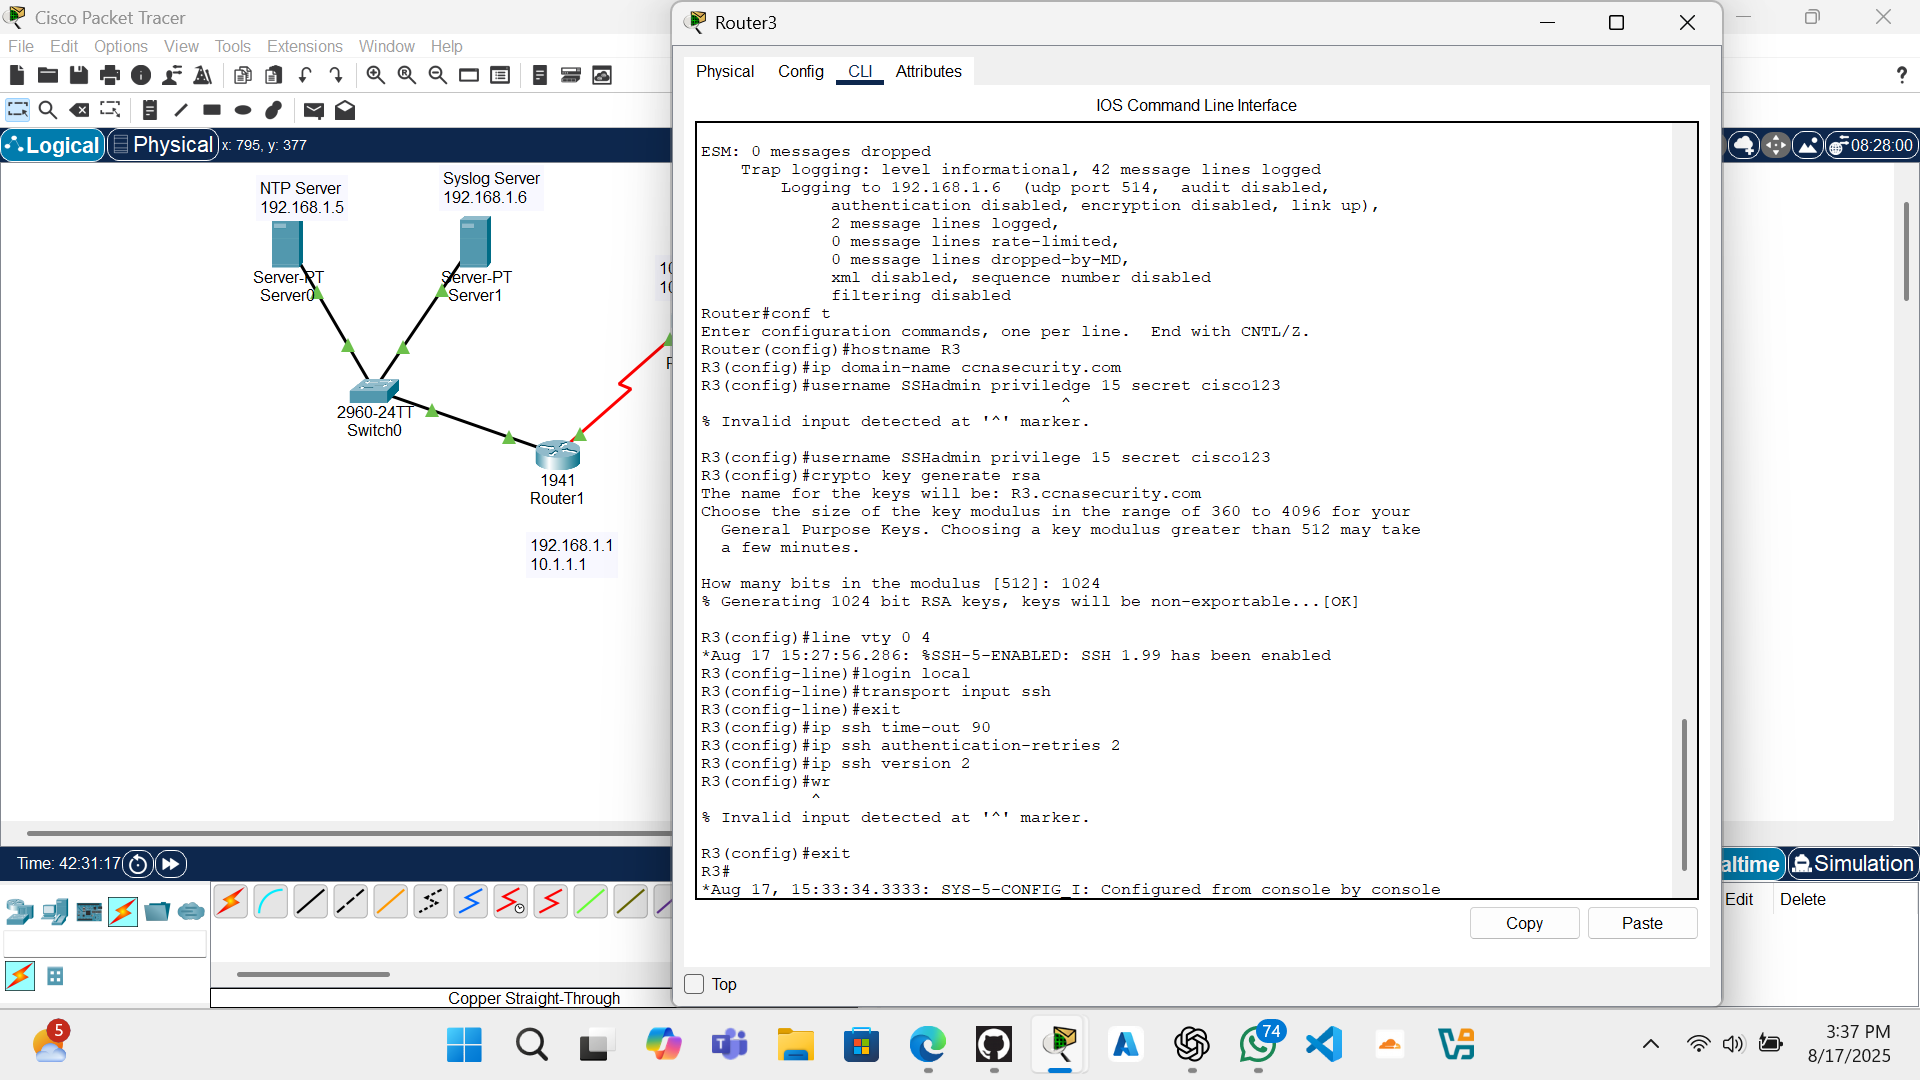 Cisco Packet Tracer
File Edit Options View Tools Extensions Window Help
Logical Physical x: 795, y: 377
NTP Server
192.168.1.5
Syslog Server
192.168.1.6
Server-PT
Server0
Server-PT
Server1
2960-24TT
Switch0
1941
Router1
192.168.1.1
10.1.1.1
Time: 42:31:17
Copper Straight-Through
Router3
Physical Config CLI Attributes
IOS Command Line Interface
ESM: 0 messages dropped
Trap logging: level informational, 42 message lines logged
Logging to 192.168.1.6 (udp port 514, audit disabled,
authentication disabled, encryption disabled, link up),
2 message lines logged,
0 message lines rate-limited,
0 message lines dropped-by-MD,
xml disabled, sequence number disabled
filtering disabled
Router#conf t
Enter configuration commands, one per line. End with CNTL/Z.
Router(config)#hostname R3
R3(config)#ip domain-name ccnasecurity.com
R3(config)#username SSHadmin priviledge 15 secret cisco123
^
% Invalid input detected at '^' marker.
R3(config)#username SSHadmin privilege 15 secret cisco123
R3(config)#crypto key generate rsa
The name for the keys will be: R3.ccnasecurity.com
Choose the size of the key modulus in the range of 360 to 4096 for your
General Purpose Keys. Choosing a key modulus greater than 512 may take
a few minutes.
How many bits in the modulus [512]: 1024
% Generating 1024 bit RSA keys, keys will be non-exportable...[OK]
R3(config)#line vty 0 4
*Aug 17 15:27:56.286: %SSH-5-ENABLED: SSH 1.99 has been enabled
R3(config-line)#login local
R3(config-line)#transport input ssh
R3(config-line)#exit
R3(config)#ip ssh time-out 90
R3(config)#ip ssh authentication-retries 2
R3(config)#ip ssh version 2
R3(config)#wr
^
% Invalid input detected at '^' marker.
R3(config)#exit
R3#
*Aug 17, 15:33:34.3333: SYS-5-CONFIG_I: Configured from console by console
Copy Paste
Top
?
08:28:00
altime Simulation
Edit Delete
5
74
3:37 PM
8/17/2025